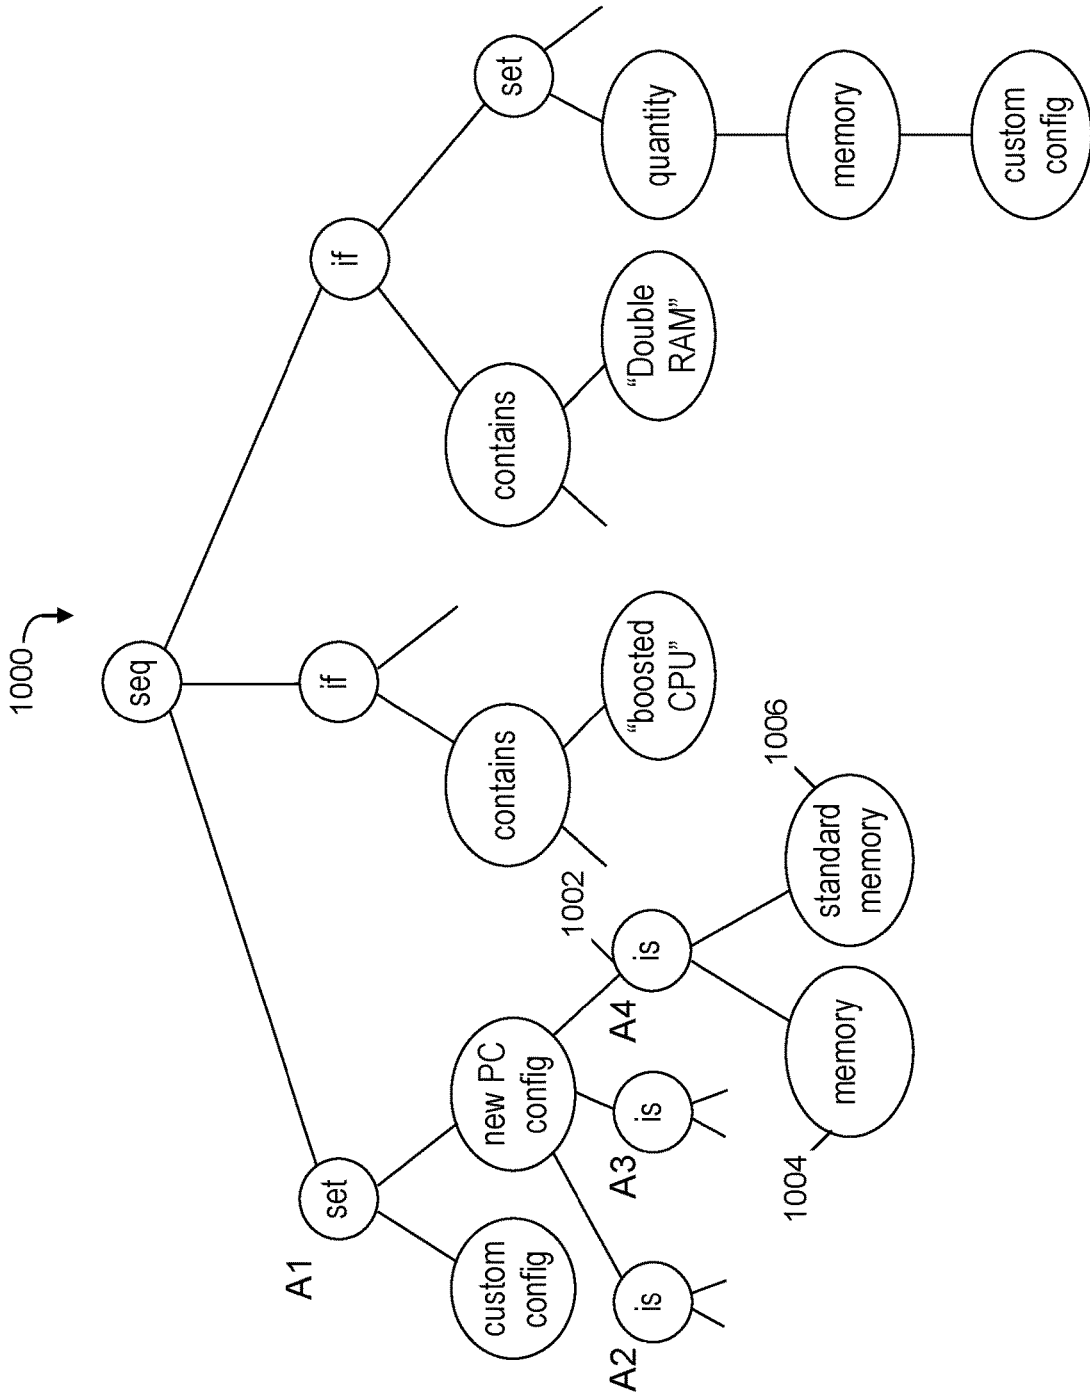 1000
seq
A1
set
if
if
custom
config
new PC
config
contains
contains
set
1002
A2
is
A3
is
A4
is
"boosted
CPU"
"Double
RAM"
quantity
1004
memory
1006
standard
memory
memory
custom
config